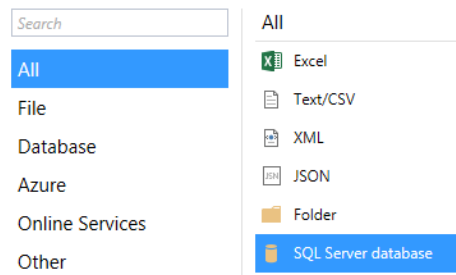 Search
All
File
Database
Azure
Online Services
Other
All
Excel
Text/CSV
XML
JSON
Folder
SQL Server database